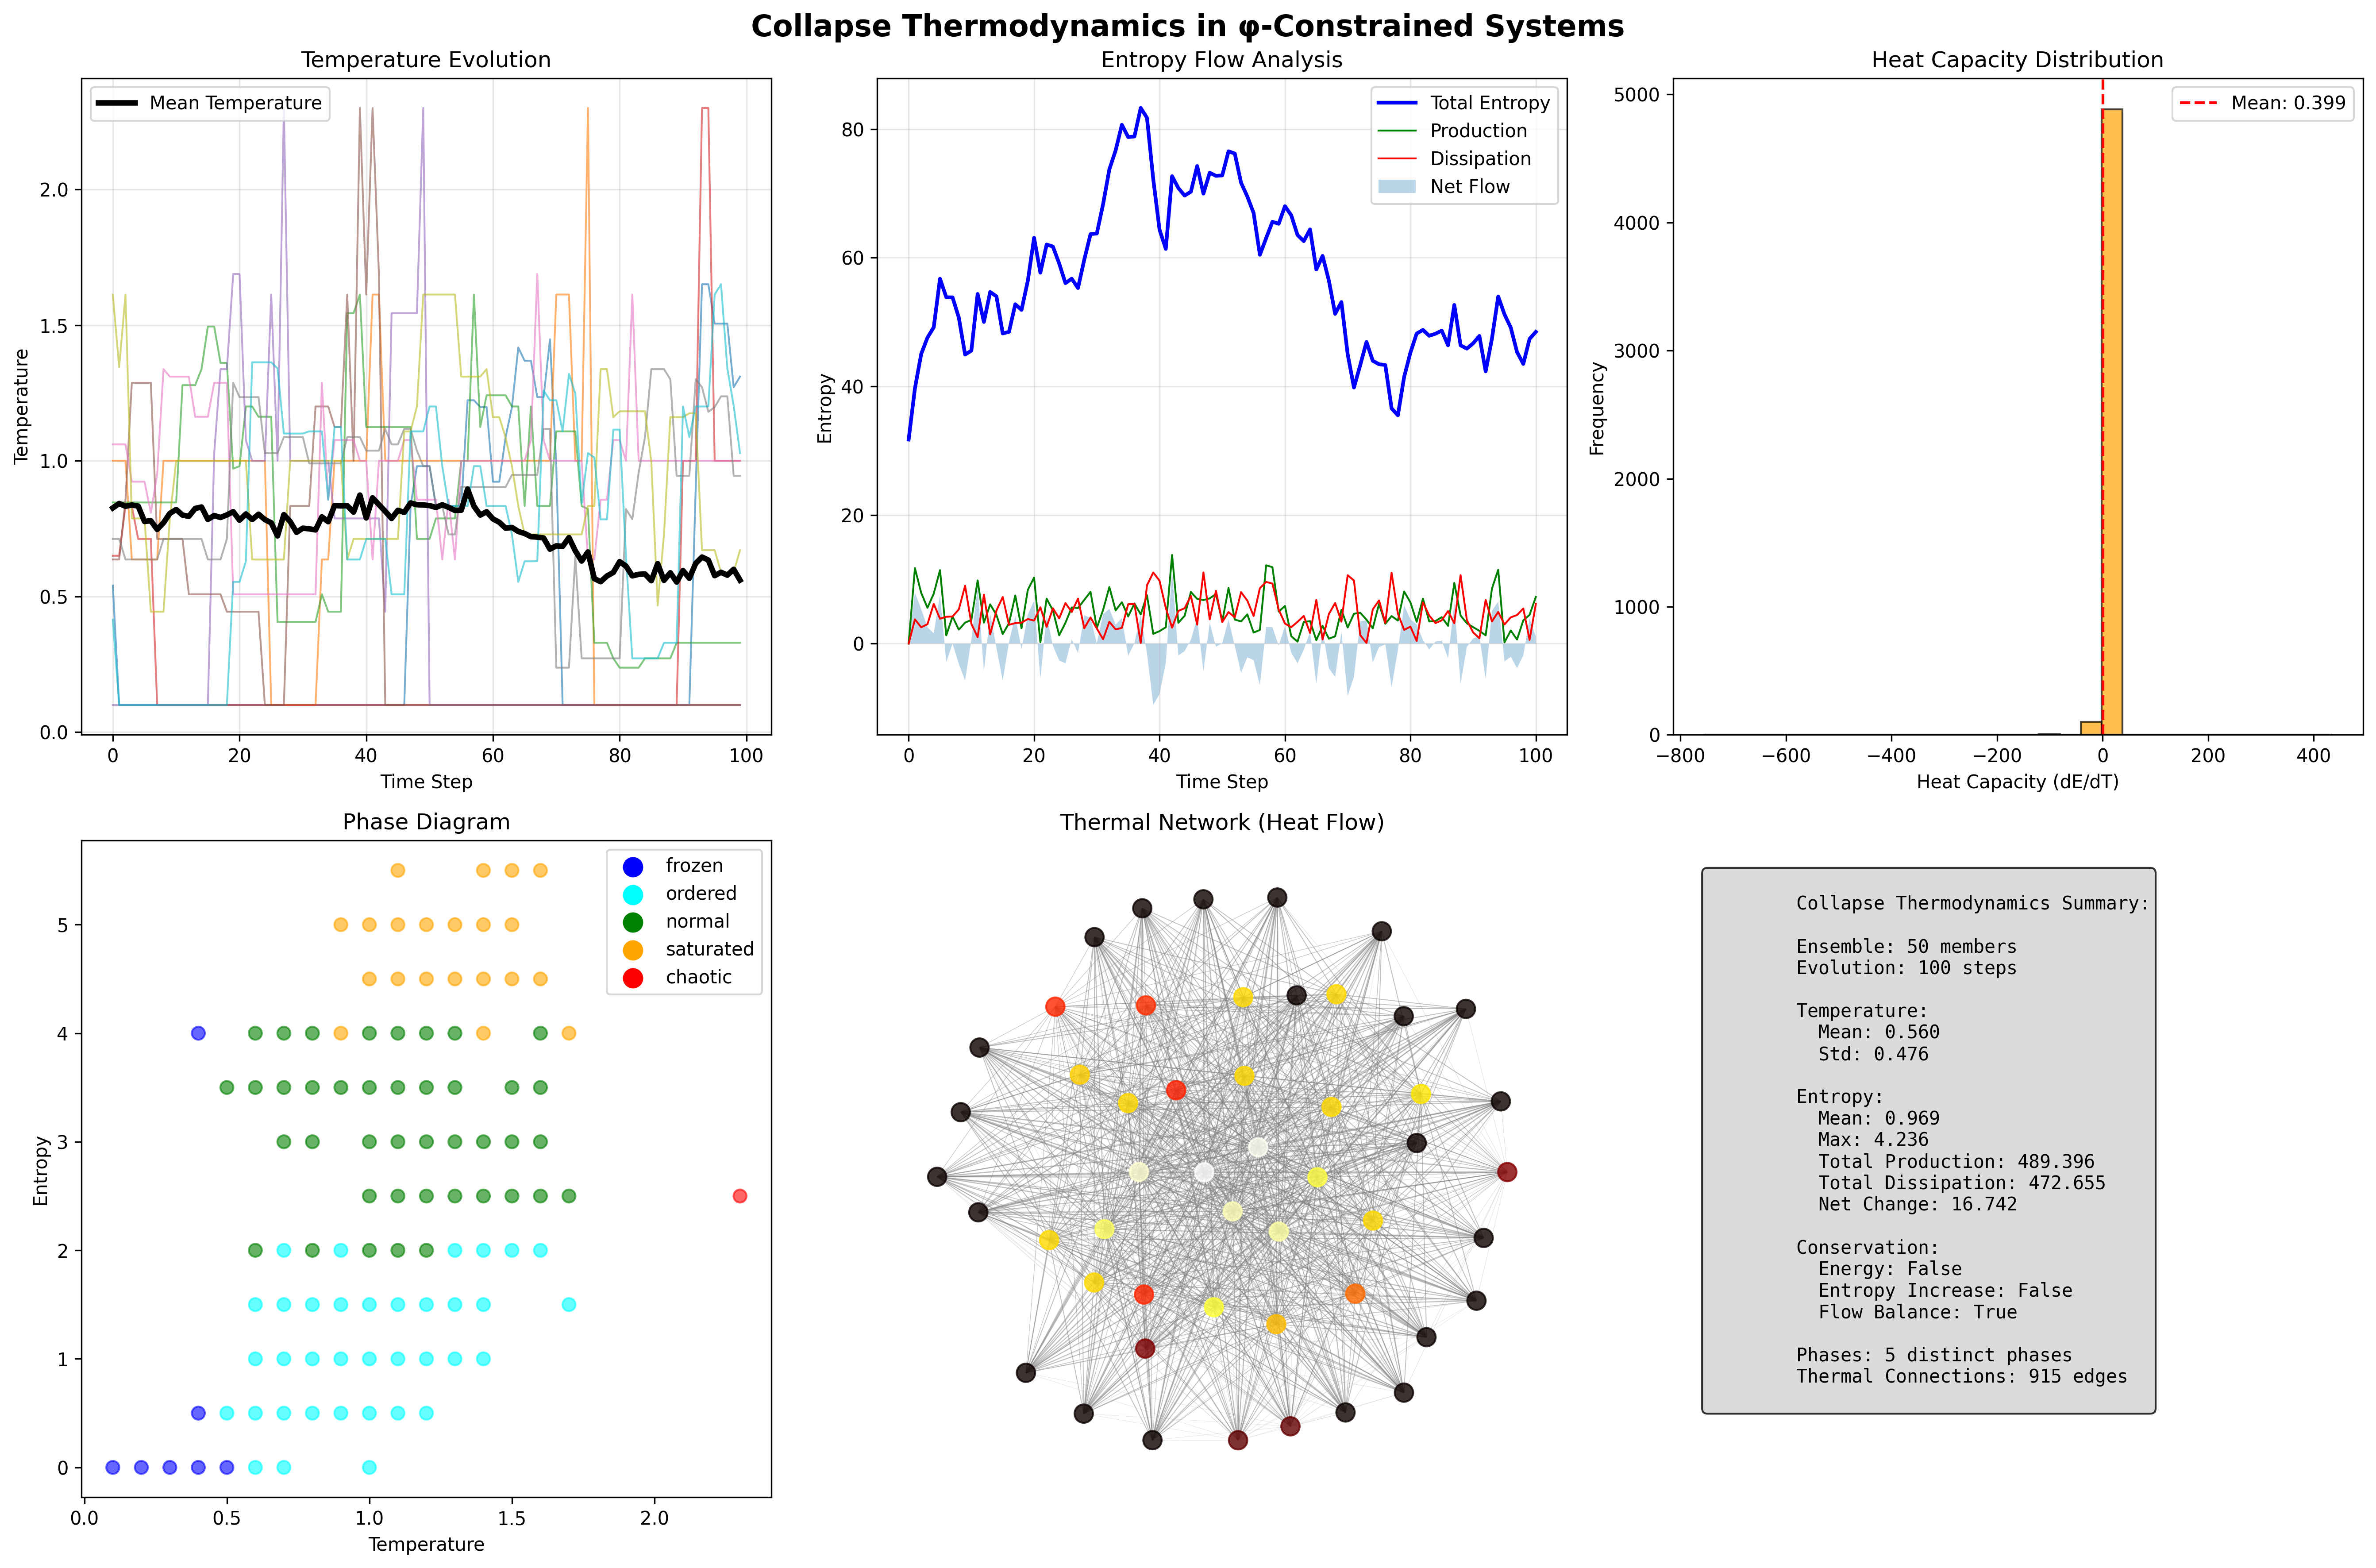 Collapse Thermodynamics in φ-Constrained Systems
Temperature Evolution
Mean Temperature
Temperature
2.0
1.5
1.0
0.5
0.0
0 20 40 60 80 100
Time Step
Entropy Flow Analysis
Total Entropy
Production
Dissipation
Net Flow
Entropy
80
60
40
20
0
0 20 40 60 80 100
Time Step
Heat Capacity Distribution
Mean: 0.399
Frequency
5000
4000
3000
2000
1000
0
−800 −600 −400 −200 0 200 400
Heat Capacity (dE/dT)
Phase Diagram
frozen
ordered
normal
saturated
chaotic
Entropy
5
4
3
2
1
0
0.0 0.5 1.0 1.5 2.0
Temperature
Thermal Network (Heat Flow)
Collapse Thermodynamics Summary:
Ensemble: 50 members
Evolution: 100 steps
Temperature:
Mean: 0.560
Std: 0.476
Entropy:
Mean: 0.969
Max: 4.236
Total Production: 489.396
Total Dissipation: 472.655
Net Change: 16.742
Conservation:
Energy: False
Entropy Increase: False
Flow Balance: True
Phases: 5 distinct phases
Thermal Connections: 915 edges